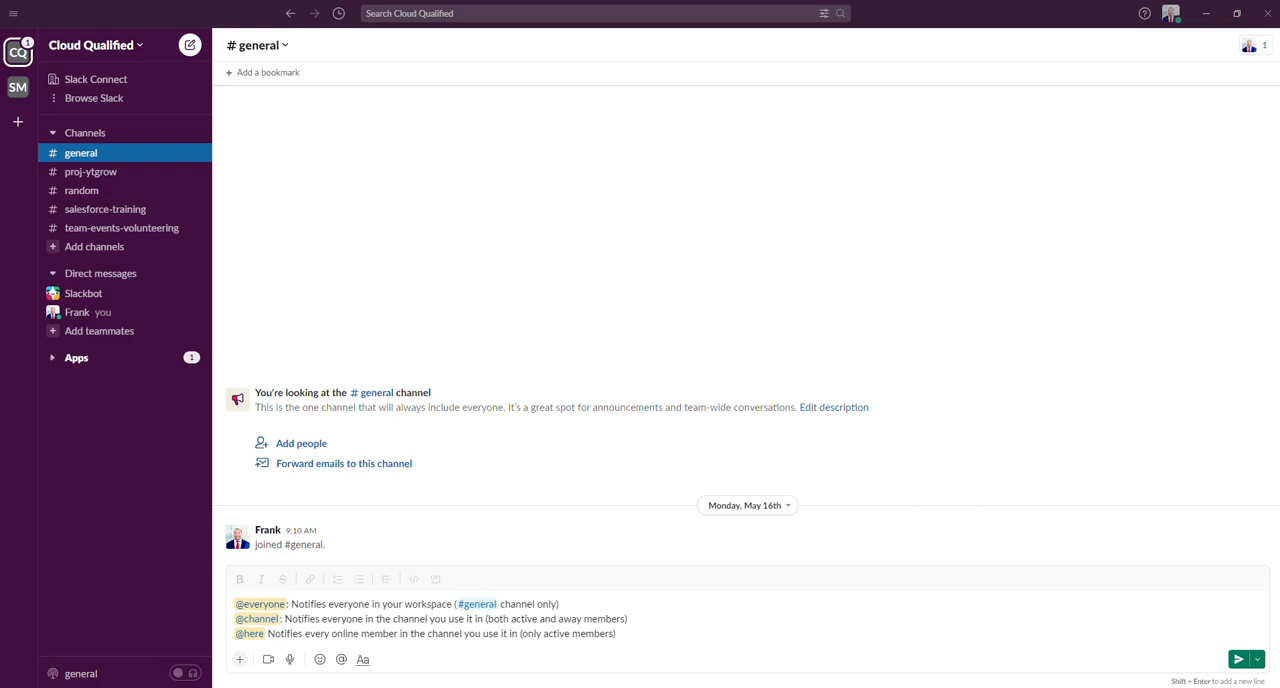 Search Cloud Qualified
CQ
1
Cloud Qualified
# general
1
SM
Slack Connect
+ Add a bookmark
Browse Slack
+
Channels
# general
# proj-ytgrow
# random
# salesforce-training
# team-events-volunteering
+ Add channels
Direct messages
Slackbot
Frank you
+ Add teammates
Apps
1
You're looking at the # general channel
This is the one channel that will always include everyone. It's a great spot for announcements and team-wide conversations. Edit description
Add people
Forward emails to this channel
Monday, May 16th
Frank 9:10 AM
joined #general.
B I S
@everyone: Notifies everyone in your workspace (#general channel only)
@channel: Notifies everyone in the channel you use it in (both active and away members)
@here Notifies every online member in the channel you use it in (only active members)
+ @ Aa
general
Shift + Enter to add a new line